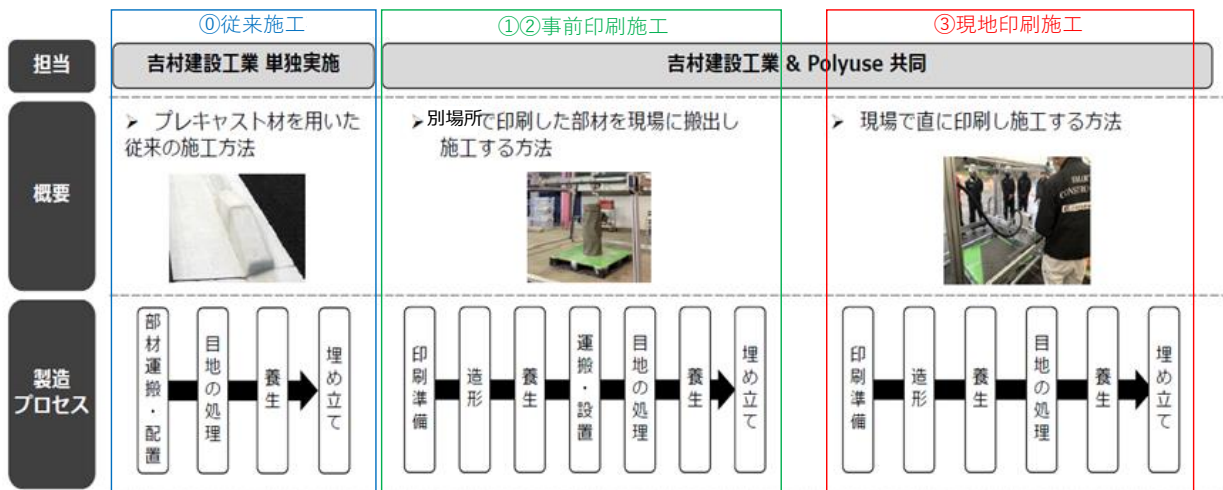 ⓪従来施工
①②事前印刷施工
③現地印刷施工
担当
吉村建設工業 単独実施
吉村建設工業 & Polyuse 共同
概要
➢ プレキャスト材を用いた
従来の施工方法
➢ 別場所で印刷した部材を現場に搬出し
施工する方法
➢ 現場で直に印刷し施工する方法
製造
プロセス
部材運搬・配置
目地の処理
養生
埋め立て
印刷準備
造形
養生
運搬・設置
目地の処理
養生
埋め立て
印刷準備
造形
養生
目地の処理
養生
埋め立て